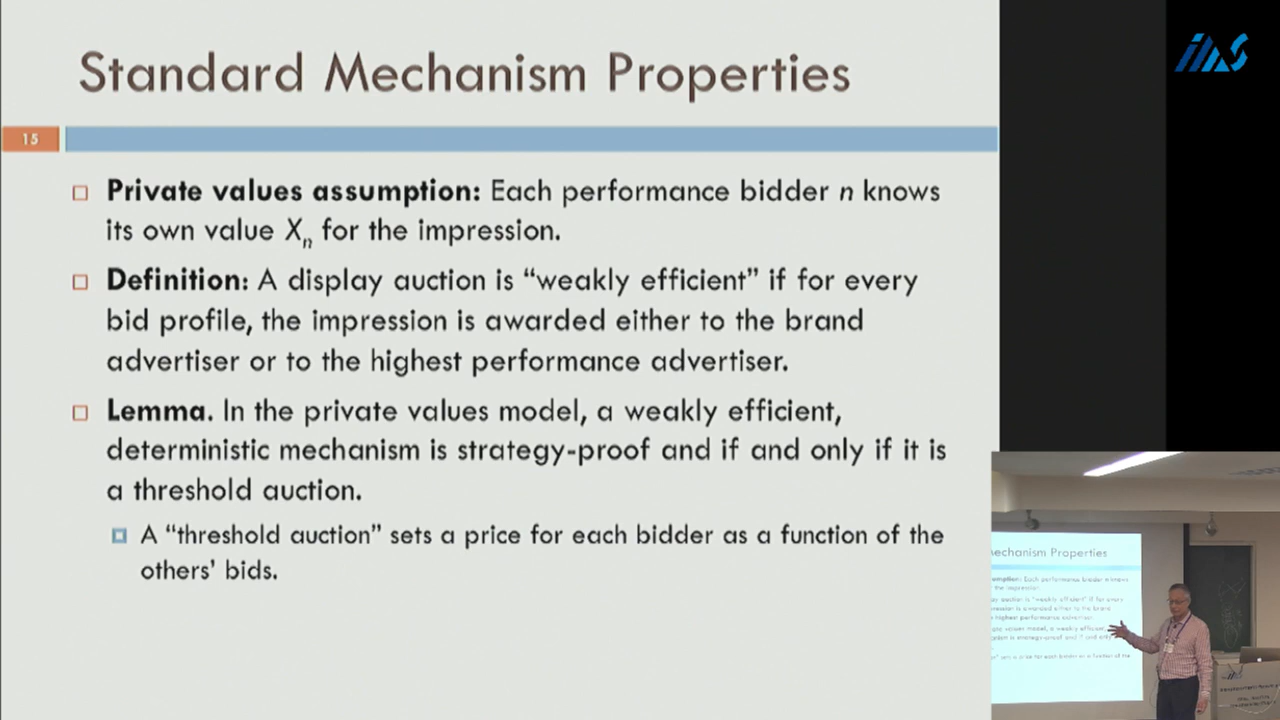 Standard Mechanism Properties
15
Private values assumption: Each performance bidder n knows
its own value Xn for the impression.
Definition: A display auction is “weakly efficient” if for every
bid profile, the impression is awarded either to the brand
advertiser or to the highest performance advertiser.
Lemma. In the private values model, a weakly efficient,
deterministic mechanism is strategy-proof and if and only if it is
a threshold auction.
A “threshold auction” sets a price for each bidder as a function of the
others’ bids.
ims
echanism Properties